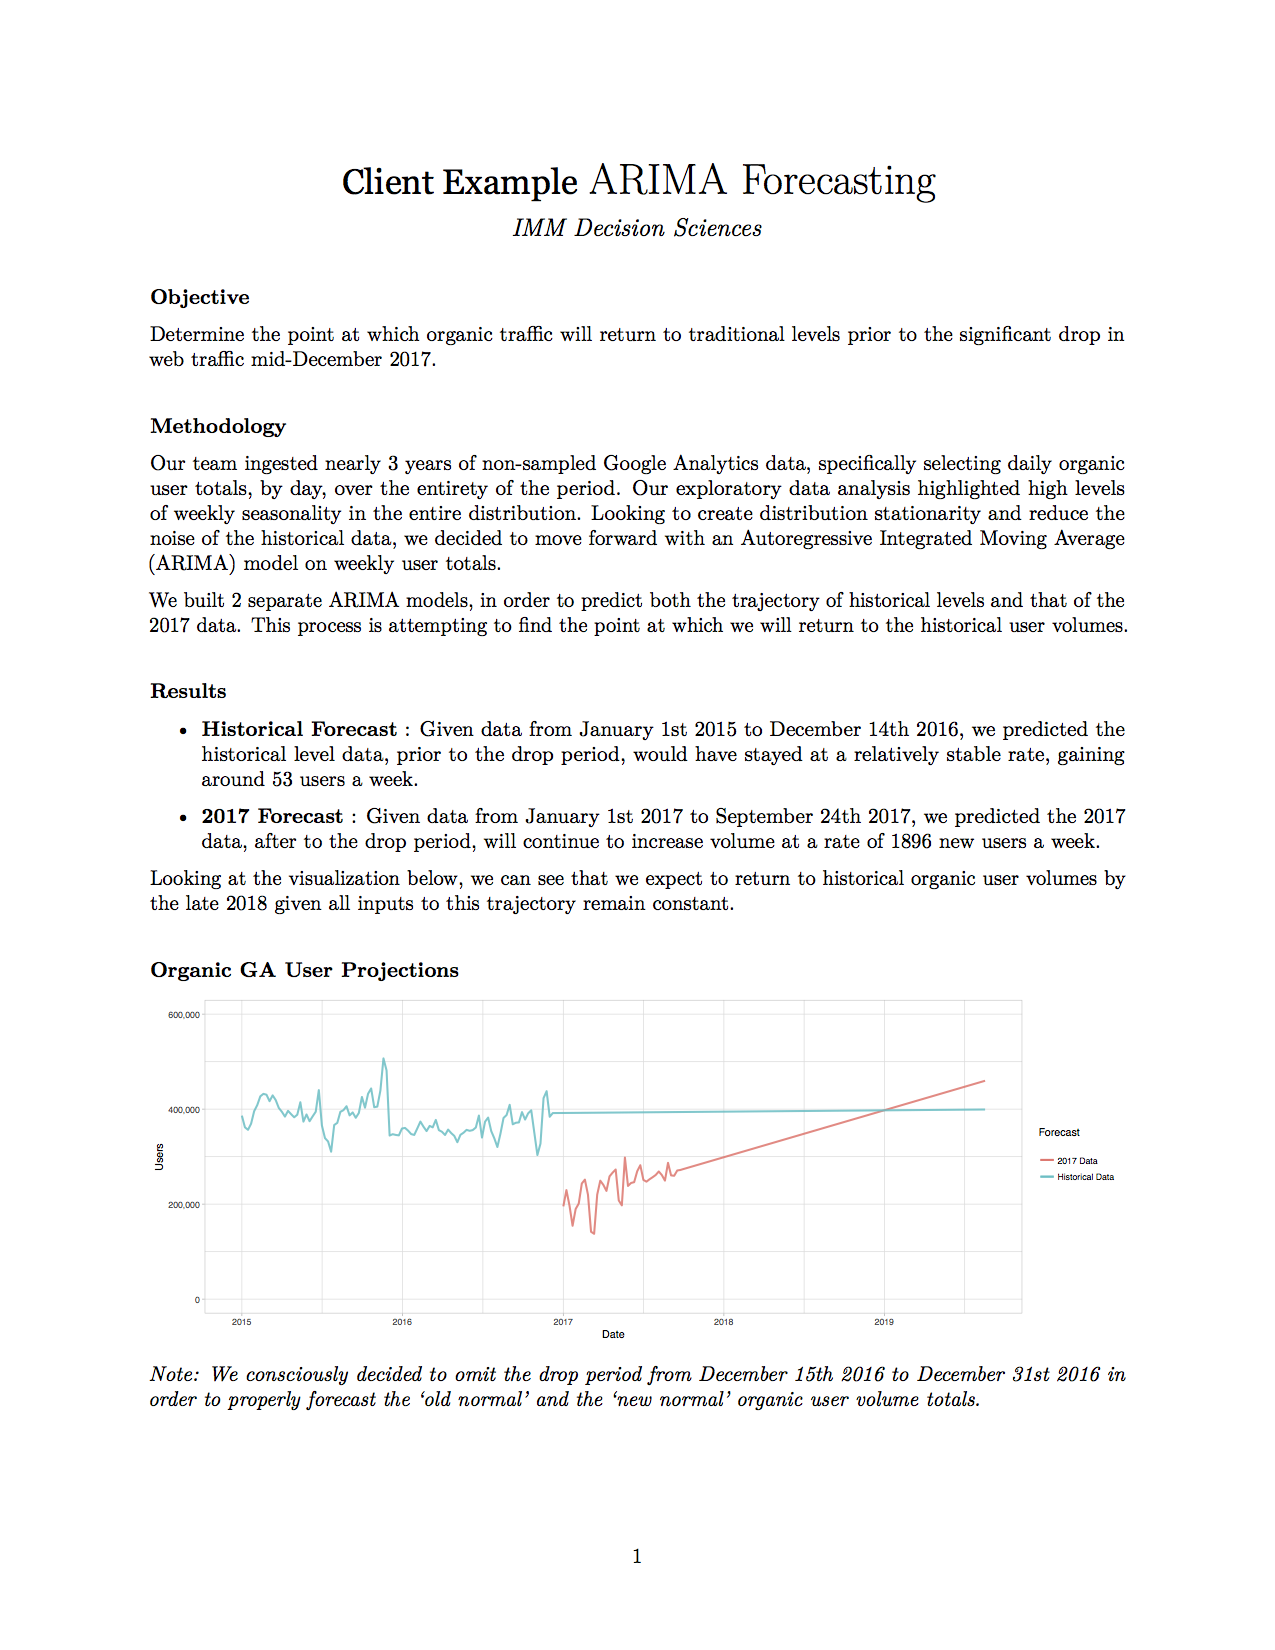 Client Example ARIMA Forecasting
IMM Decision Sciences
Objective
Determine the point at which organic traffic will return to traditional levels prior to the significant drop in
web traffic mid-December 2017.
Methodology
Our team ingested nearly 3 years of non-sampled Google Analytics data, specifically selecting daily organic
user totals, by day, over the entirety of the period. Our exploratory data analysis highlighted high levels
of weekly seasonality in the entire distribution. Looking to create distribution stationarity and reduce the
noise of the historical data, we decided to move forward with an Autoregressive Integrated Moving Average
(ARIMA) model on weekly user totals.
We built 2 separate ARIMA models, in order to predict both the trajectory of historical levels and that of the
2017 data. This process is attempting to find the point at which we will return to the historical user volumes.
Results
• Historical Forecast : Given data from January 1st 2015 to December 14th 2016, we predicted the
historical level data, prior to the drop period, would have stayed at a relatively stable rate, gaining
around 53 users a week.
• 2017 Forecast : Given data from January 1st 2017 to September 24th 2017, we predicted the 2017
data, after to the drop period, will continue to increase volume at a rate of 1896 new users a week.
Looking at the visualization below, we can see that we expect to return to historical organic user volumes by
the late 2018 given all inputs to this trajectory remain constant.
Organic GA User Projections
600,000
400,000
200,000
0
Users
2015 2016 2017 2018 2019
Date
Forecast
2017 Data
Historical Data
Note: We consciously decided to omit the drop period from December 15th 2016 to December 31st 2016 in
order to properly forecast the ‘old normal’ and the ‘new normal’ organic user volume totals.
1